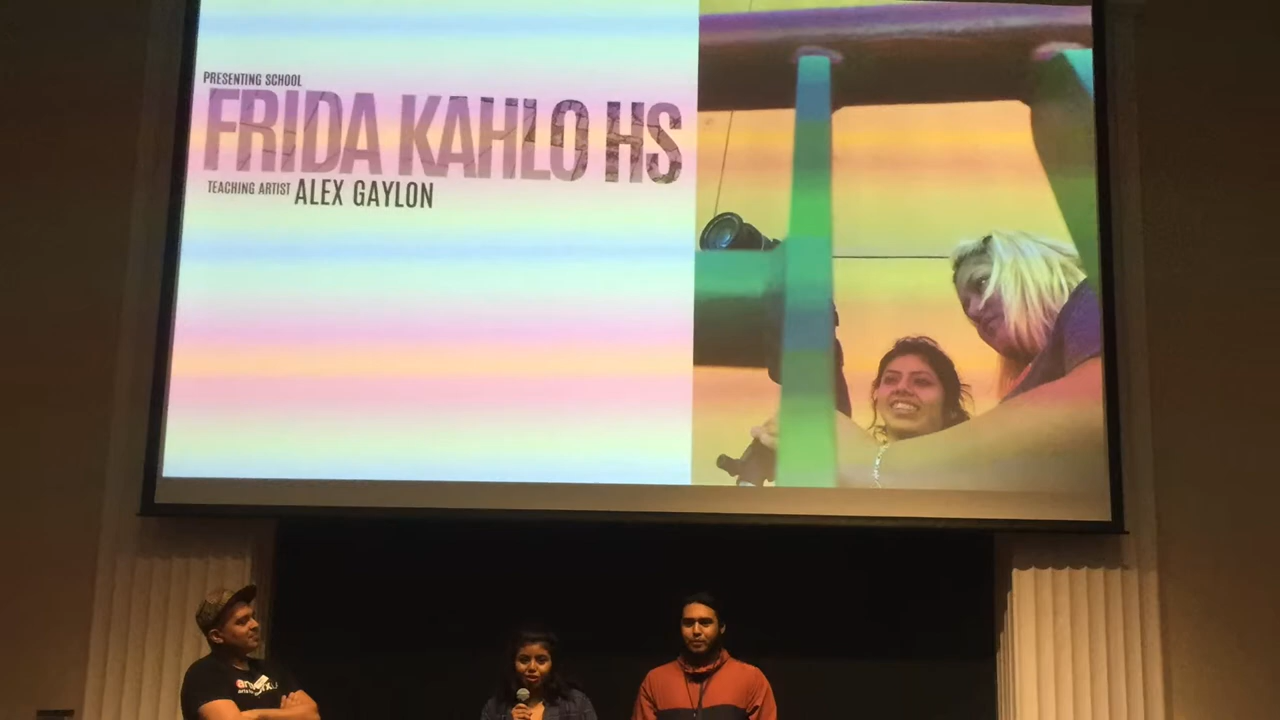 PRESENTING SCHOOL
FRIDA KAHLO HS
TEACHING ARTIST ALEX GAYLON